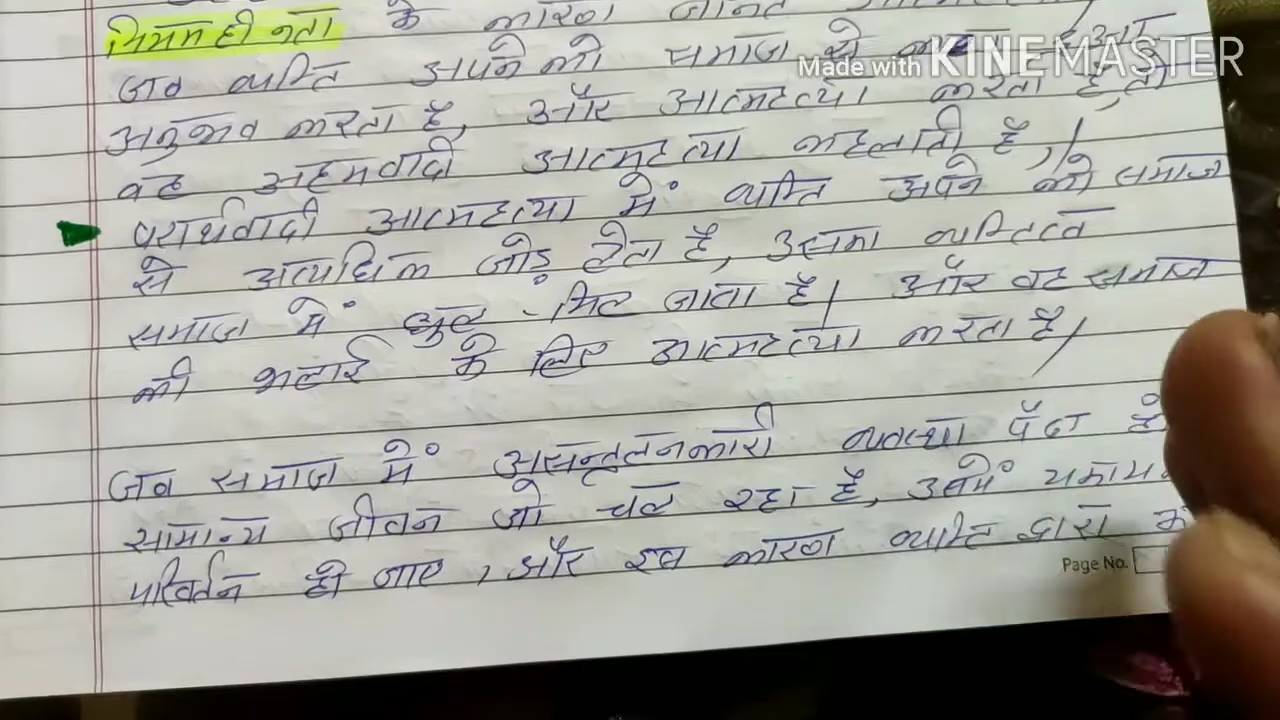 नियमहीनता के कारण जनित
जब व्यक्ति अपने को समाज से कटा हुआ
अनुभव करता है, और आत्महत्या करता है, तो
वह अहमवादी आत्महत्या कहलाती है,/
परार्थवादी आत्महत्या में व्यक्ति अपने को समाज
से अत्यधिक जोड़ लेता है, उसका व्यक्तित्व
समाज में घुल-मिल जाता है/ और वह समाज
की भलाई के लिए आत्महत्या करता है/
जब समाज में असन्तुलनकारी व्यवस्था पैदा
सामान्य जीवन जो चल रहा है, उसमें
परिवर्तन हो जाए, और इस कारण व्यक्ति द्वारा
Page No.
Made with KINEMASTER